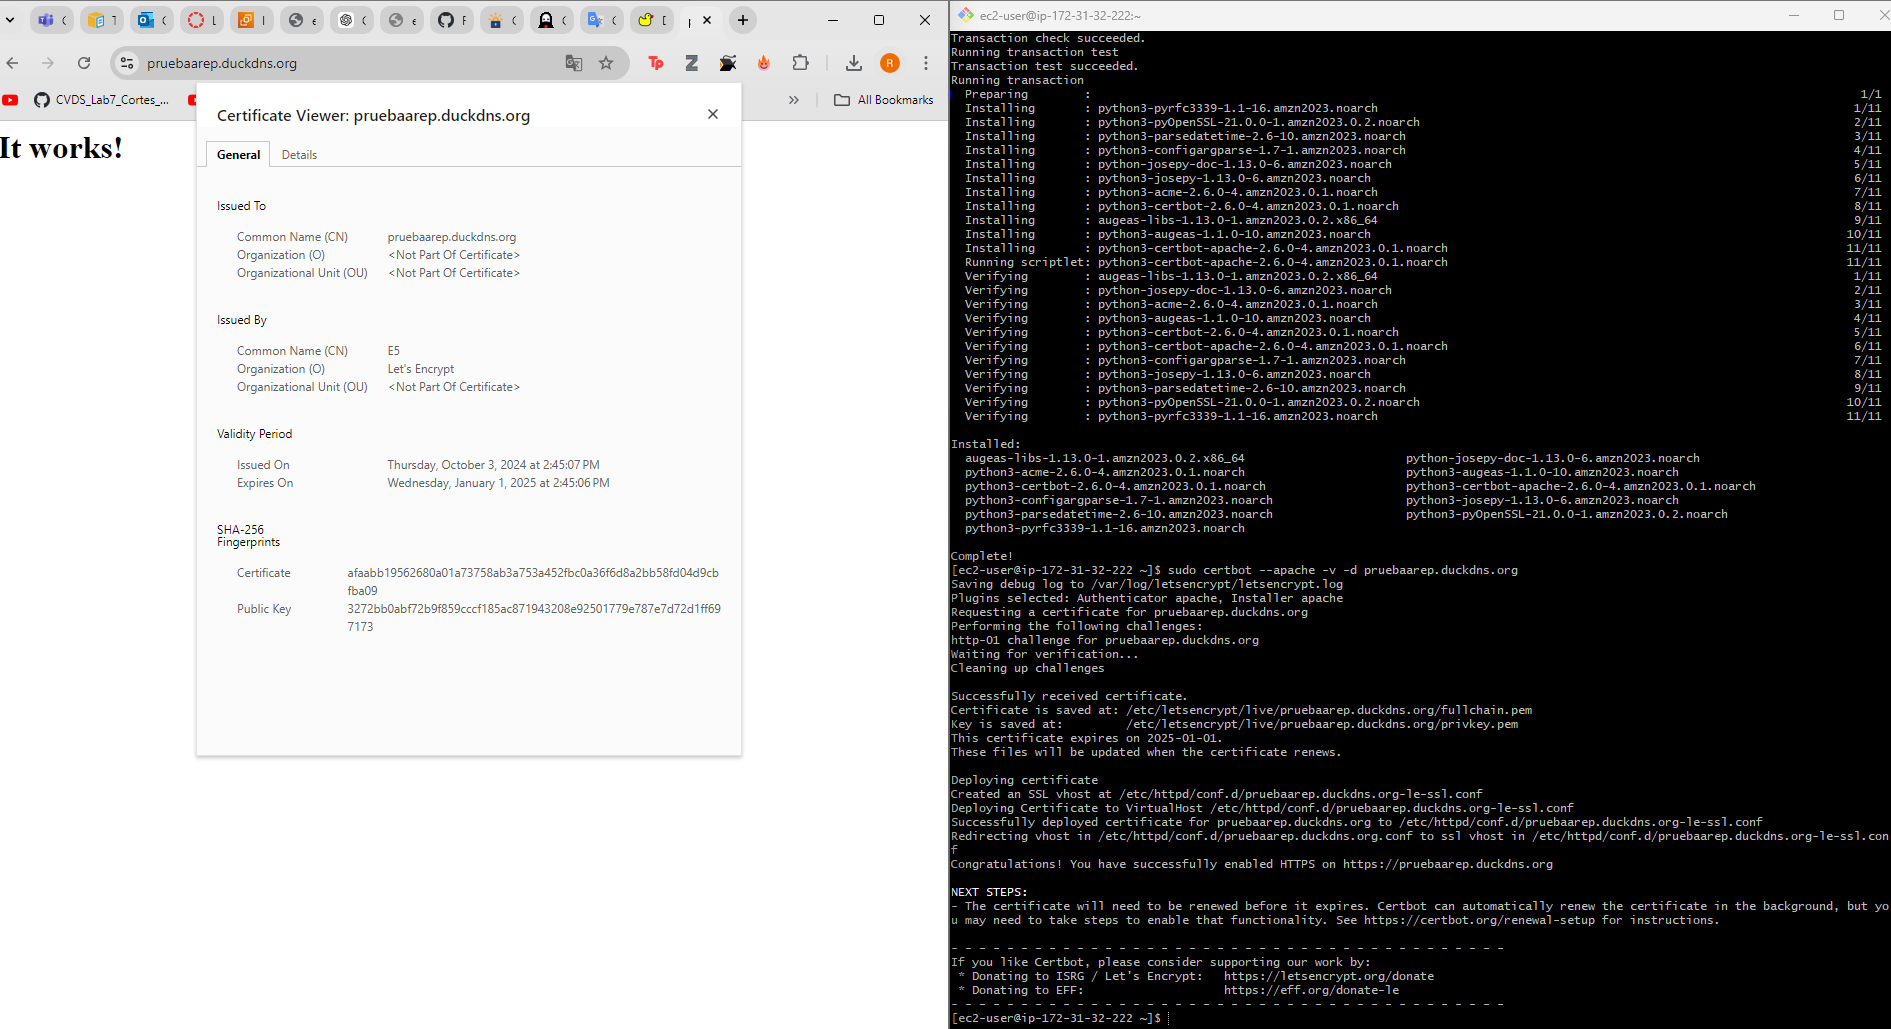 pruebaarep.duckdns.org
CVDS_Lab7_Cortes_...
All Bookmarks
It works!
Certificate Viewer: pruebaarep.duckdns.org
General Details
Issued To
Common Name (CN) pruebaarep.duckdns.org
Organization (O) <Not Part Of Certificate>
Organizational Unit (OU) <Not Part Of Certificate>
Issued By
Common Name (CN) E5
Organization (O) Let's Encrypt
Organizational Unit (OU) <Not Part Of Certificate>
Validity Period
Issued On Thursday, October 3, 2024 at 2:45:07 PM
Expires On Wednesday, January 1, 2025 at 2:45:06 PM
SHA-256
Fingerprints
Certificate afaabb19562680a01a73758ab3a753a452fbc0a36f6d8a2bb58fd04d9cb
fba09
Public Key 3272bb0abf72b9f859cccf185ac871943208e92501779e787e7d72d1ff69
7173
ec2-user@ip-172-31-32-222:~
Transaction check succeeded.
Running transaction test
Transaction test succeeded.
Running transaction
Preparing : 1/1
Installing : python3-pyrfc3339-1.1-16.amzn2023.noarch 1/11
Installing : python3-pyOpenSSL-21.0.0-1.amzn2023.0.2.noarch 2/11
Installing : python3-parsedatetime-2.6-10.amzn2023.noarch 3/11
Installing : python3-configargparse-1.7-1.amzn2023.noarch 4/11
Installing : python-josepy-doc-1.13.0-6.amzn2023.noarch 5/11
Installing : python3-josepy-1.13.0-6.amzn2023.noarch 6/11
Installing : python3-acme-2.6.0-4.amzn2023.0.1.noarch 7/11
Installing : python3-certbot-2.6.0-4.amzn2023.0.1.noarch 8/11
Installing : augeas-libs-1.13.0-1.amzn2023.0.2.x86_64 9/11
Installing : python3-augeas-1.1.0-10.amzn2023.noarch 10/11
Installing : python3-certbot-apache-2.6.0-4.amzn2023.0.1.noarch 11/11
Running scriptlet: python3-certbot-apache-2.6.0-4.amzn2023.0.1.noarch 11/11
Verifying : augeas-libs-1.13.0-1.amzn2023.0.2.x86_64 1/11
Verifying : python-josepy-doc-1.13.0-6.amzn2023.noarch 2/11
Verifying : python3-acme-2.6.0-4.amzn2023.0.1.noarch 3/11
Verifying : python3-augeas-1.1.0-10.amzn2023.noarch 4/11
Verifying : python3-certbot-2.6.0-4.amzn2023.0.1.noarch 5/11
Verifying : python3-certbot-apache-2.6.0-4.amzn2023.0.1.noarch 6/11
Verifying : python3-configargparse-1.7-1.amzn2023.noarch 7/11
Verifying : python3-josepy-1.13.0-6.amzn2023.noarch 8/11
Verifying : python3-parsedatetime-2.6-10.amzn2023.noarch 9/11
Verifying : python3-pyOpenSSL-21.0.0-1.amzn2023.0.2.noarch 10/11
Verifying : python3-pyrfc3339-1.1-16.amzn2023.noarch 11/11
Installed:
augeas-libs-1.13.0-1.amzn2023.0.2.x86_64 python-josepy-doc-1.13.0-6.amzn2023.noarch
python3-acme-2.6.0-4.amzn2023.0.1.noarch python3-augeas-1.1.0-10.amzn2023.noarch
python3-certbot-2.6.0-4.amzn2023.0.1.noarch python3-certbot-apache-2.6.0-4.amzn2023.0.1.noarch
python3-configargparse-1.7-1.amzn2023.noarch python3-josepy-1.13.0-6.amzn2023.noarch
python3-parsedatetime-2.6-10.amzn2023.noarch python3-pyOpenSSL-21.0.0-1.amzn2023.0.2.noarch
python3-pyrfc3339-1.1-16.amzn2023.noarch
Complete!
[ec2-user@ip-172-31-32-222 ~]$ sudo certbot --apache -v -d pruebaarep.duckdns.org
Saving debug log to /var/log/letsencrypt/letsencrypt.log
Plugins selected: Authenticator apache, Installer apache
Requesting a certificate for pruebaarep.duckdns.org
Performing the following challenges:
http-01 challenge for pruebaarep.duckdns.org
Waiting for verification...
Cleaning up challenges
Successfully received certificate.
Certificate is saved at: /etc/letsencrypt/live/pruebaarep.duckdns.org/fullchain.pem
Key is saved at: /etc/letsencrypt/live/pruebaarep.duckdns.org/privkey.pem
This certificate expires on 2025-01-01.
These files will be updated when the certificate renews.
Deploying certificate
Created an SSL vhost at /etc/httpd/conf.d/pruebaarep.duckdns.org-le-ssl.conf
Deploying Certificate to VirtualHost /etc/httpd/conf.d/pruebaarep.duckdns.org-le-ssl.conf
Successfully deployed certificate for pruebaarep.duckdns.org to /etc/httpd/conf.d/pruebaarep.duckdns.org-le-ssl.conf
Redirecting vhost in /etc/httpd/conf.d/pruebaarep.duckdns.org.conf to ssl vhost in /etc/httpd/conf.d/pruebaarep.duckdns.org-le-ssl.con
f
Congratulations! You have successfully enabled HTTPS on https://pruebaarep.duckdns.org
NEXT STEPS:
- The certificate will need to be renewed before it expires. Certbot can automatically renew the certificate in the background, but yo
u may need to take steps to enable that functionality. See https://certbot.org/renewal-setup for instructions.
- - - - - - - - - - - - - - - - - - - - - - - - - - - - - - - - - - - - - - - -
If you like Certbot, please consider supporting our work by:
* Donating to ISRG / Let's Encrypt: https://letsencrypt.org/donate
* Donating to EFF: https://eff.org/donate-le
- - - - - - - - - - - - - - - - - - - - - - - - - - - - - - - - - - - - - - - -
[ec2-user@ip-172-31-32-222 ~]$